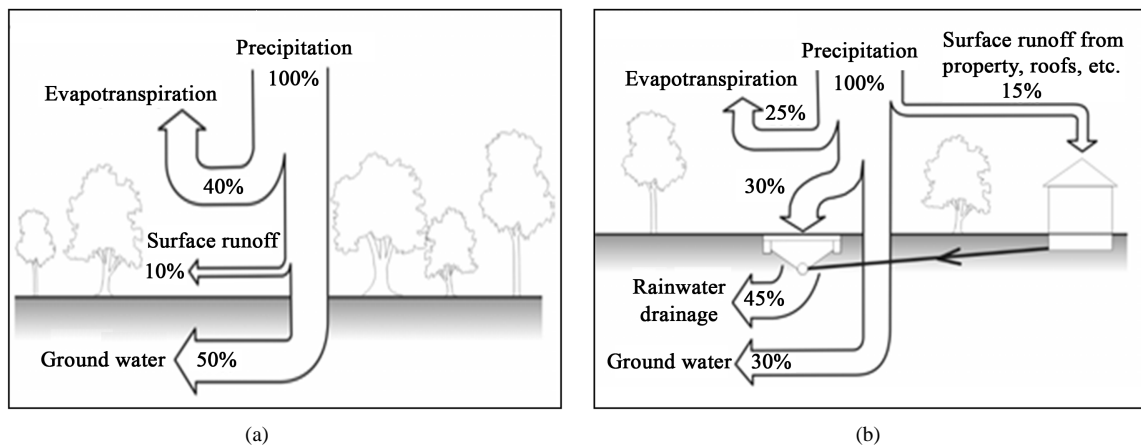 Precipitation
100%
Evapotranspiration
40%
Surface runoff
10%
Ground water
50%
(a)
Precipitation
100%
Surface runoff from
property, roofs, etc.
15%
Evapotranspiration
25%
30%
Rainwater
drainage
45%
Ground water
30%
(b)